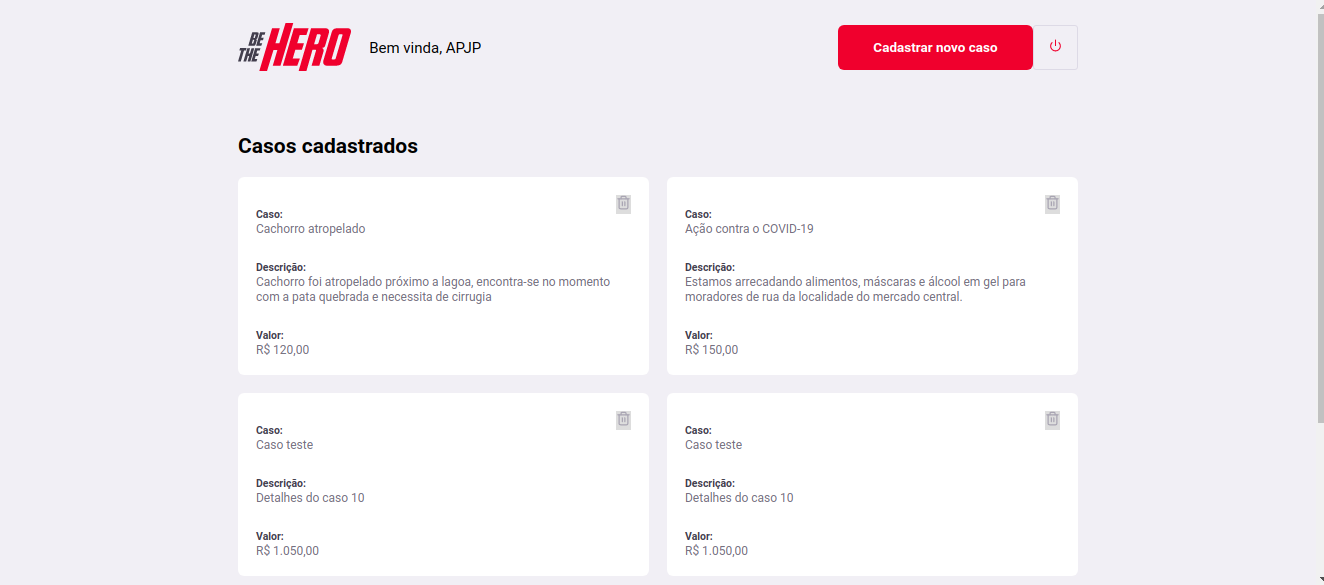 BE
THE HERO
Bem vinda, APJP
Cadastrar novo caso
Casos cadastrados
Caso:
Cachorro atropelado
Descrição:
Cachorro foi atropelado próximo a lagoa, encontra-se no momento
com a pata quebrada e necessita de cirrugia
Valor:
R$ 120,00
Caso:
Ação contra o COVID-19
Descrição:
Estamos arrecadando alimentos, máscaras e álcool em gel para
moradores de rua da localidade do mercado central.
Valor:
R$ 150,00
Caso:
Caso teste
Descrição:
Detalhes do caso 10
Valor:
R$ 1.050,00
Caso:
Caso teste
Descrição:
Detalhes do caso 10
Valor:
R$ 1.050,00